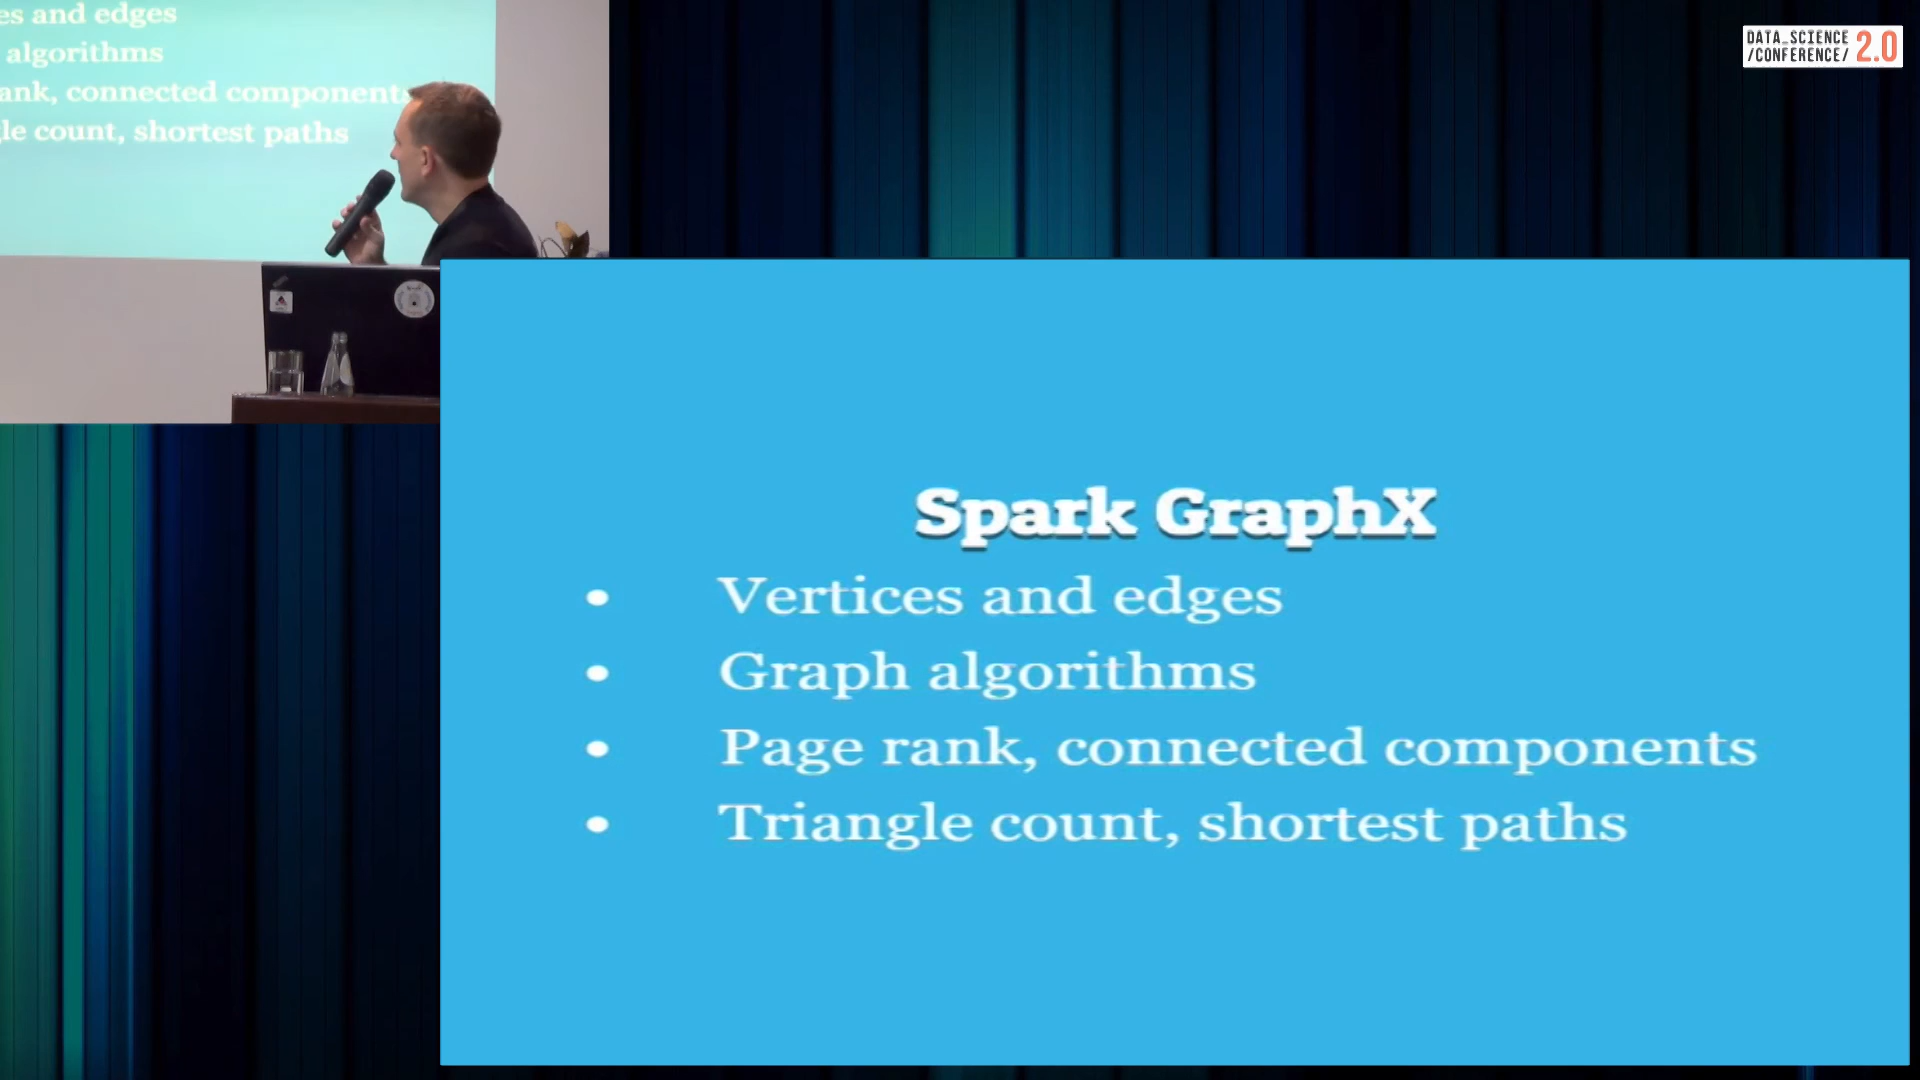 es and edges
algorithms
ank, connected components
le count, shortest paths
DATA_SCIENCE
/CONFERENCE/ 2.0
Spark GraphX
• Vertices and edges
• Graph algorithms
• Page rank, connected components
• Triangle count, shortest paths